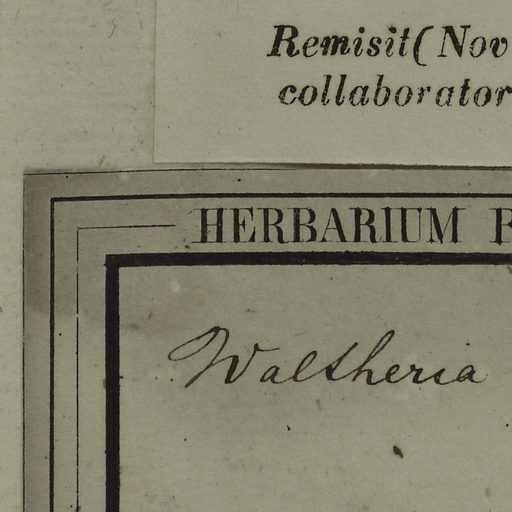 Remisit (Nov
collaborator
HERBARIUM
Waltheria